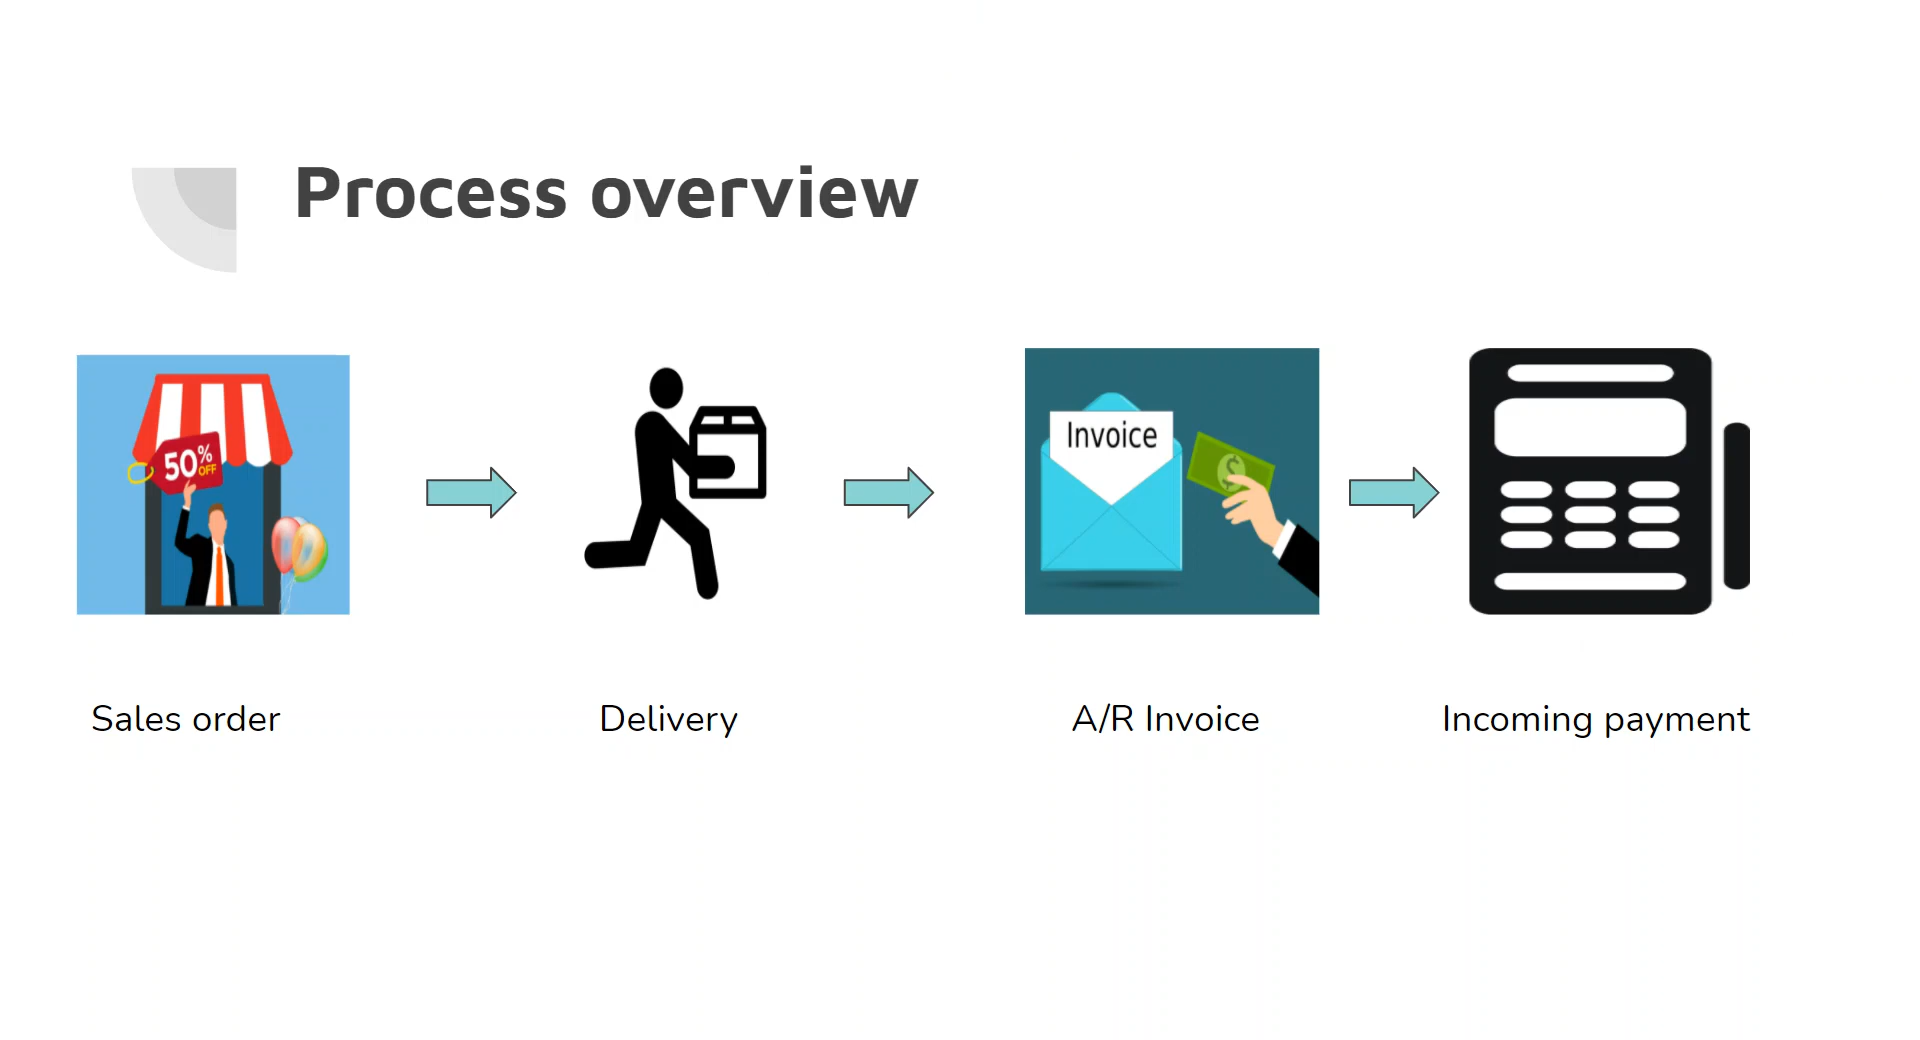 Process overview
50%
OFF
Invoice
$
Sales order
Delivery
A/R Invoice
Incoming payment